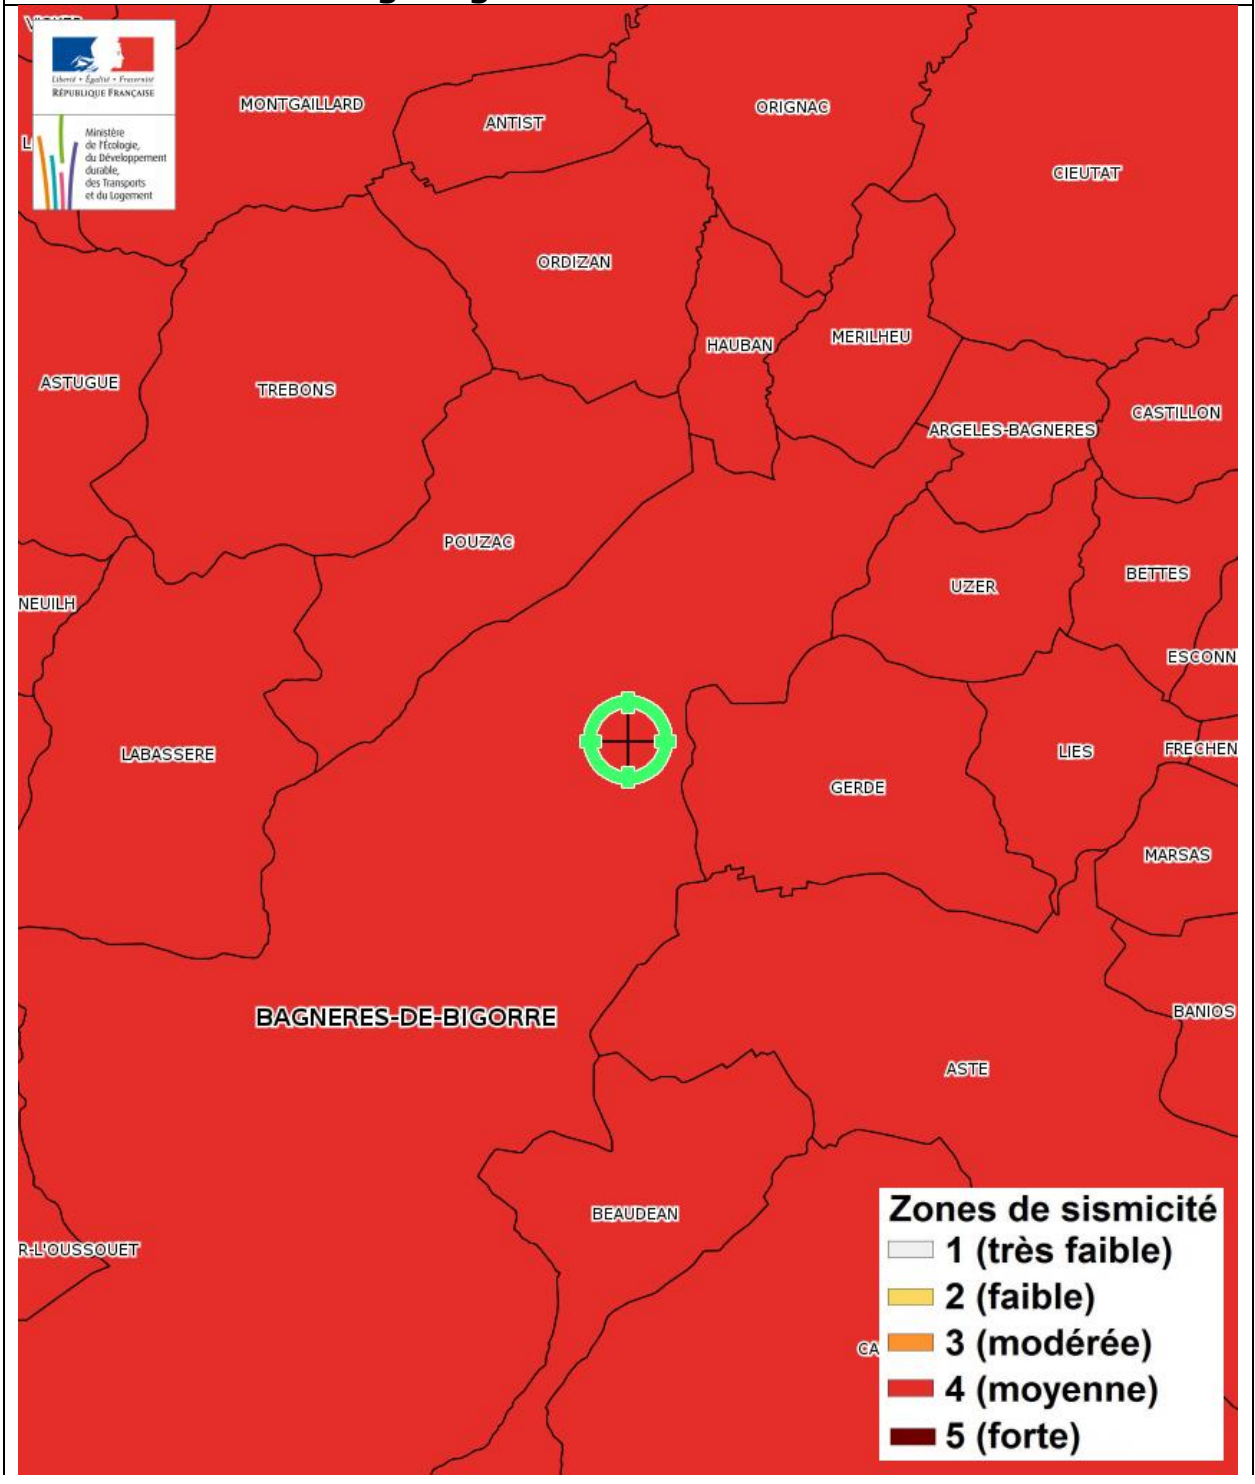 Liberté • Égalité • Fraternité
RÉPUBLIQUE FRANÇAISE
Ministère
de l'Écologie,
du Développement
durable,
des Transports
et du Logement
MONTGAILLARD
ANTIST
ORIGNAC
CIEUTAT
ORDIZAN
HAUBAN
MERILHEU
ASTUGUE
TREBONS
CASTILLON
ARGELES-BAGNERES
POUZAC
BETTES
UZER
NEUILH
ESCONN
LABASSERE
LIES
FRECHEN
GERDE
MARSAS
BAGNERES-DE-BIGORRE
BANIOS
ASTE
BEAUDEAN
R-L'OUSSOUET
CA
Zones de sismicité
1 (très faible)
2 (faible)
3 (modérée)
4 (moyenne)
5 (forte)